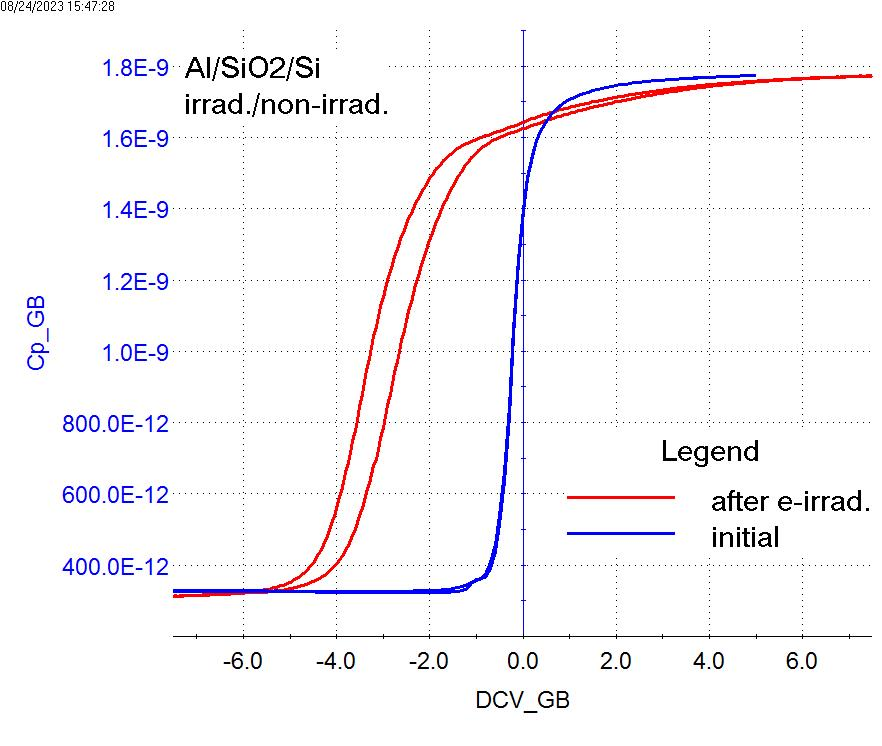 08/24/2023 15:47:28
Al/SiO2/Si
irrad./non-irrad.
1.8E-9
1.6E-9
1.4E-9
1.2E-9
1.0E-9
800.0E-12
600.0E-12
400.0E-12
Cp_GB
Legend
after e-irrad.
initial
-6.0 -4.0 -2.0 0.0 2.0 4.0 6.0
DCV_GB